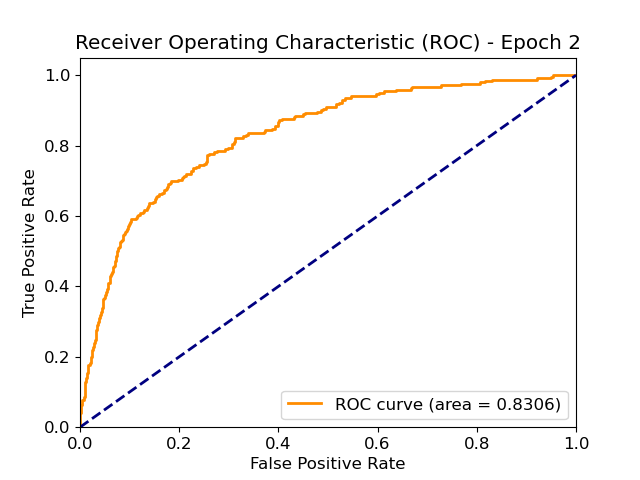 Receiver Operating Characteristic (ROC) - Epoch 2
True Positive Rate
1.0
0.8
0.6
0.4
0.2
0.0
0.0 0.2 0.4 0.6 0.8 1.0
False Positive Rate
ROC curve (area = 0.8306)